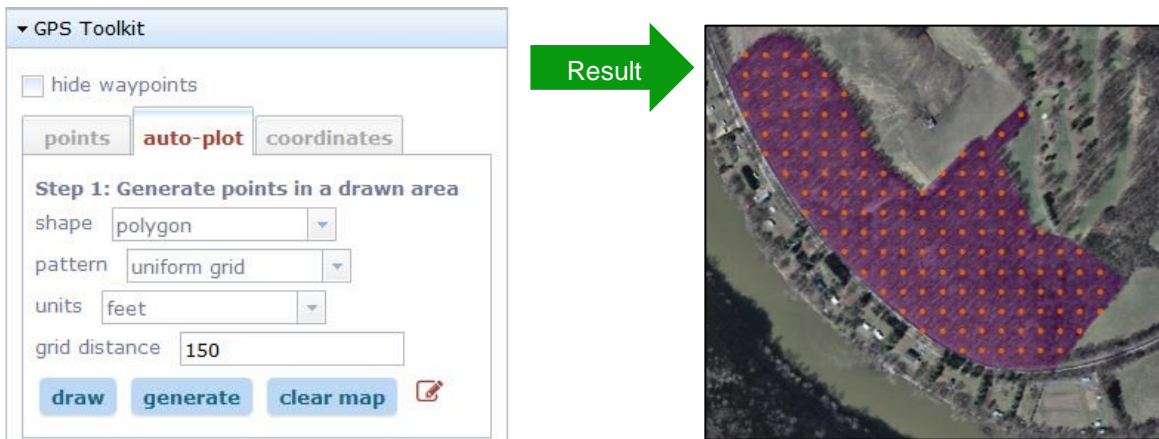 GPS Toolkit
hide waypoints
points auto-plot coordinates
Step 1: Generate points in a drawn area
shape polygon
pattern uniform grid
units feet
grid distance 150
draw generate clear map
Result